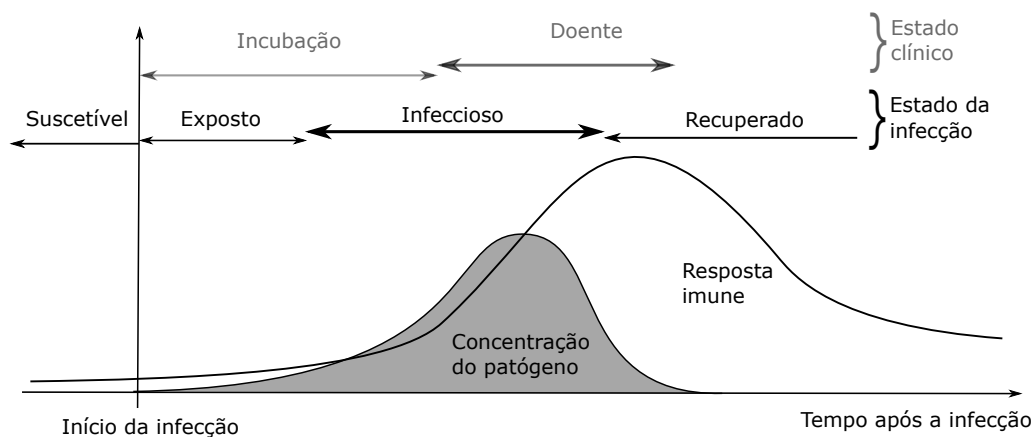 Incubação
Doente
Estado
clínico
Suscetível
Exposto
Infeccioso
Recuperado
Estado da
infecção
Resposta
imune
Concentração
do patógeno
Início da infecção
Tempo após a infecção